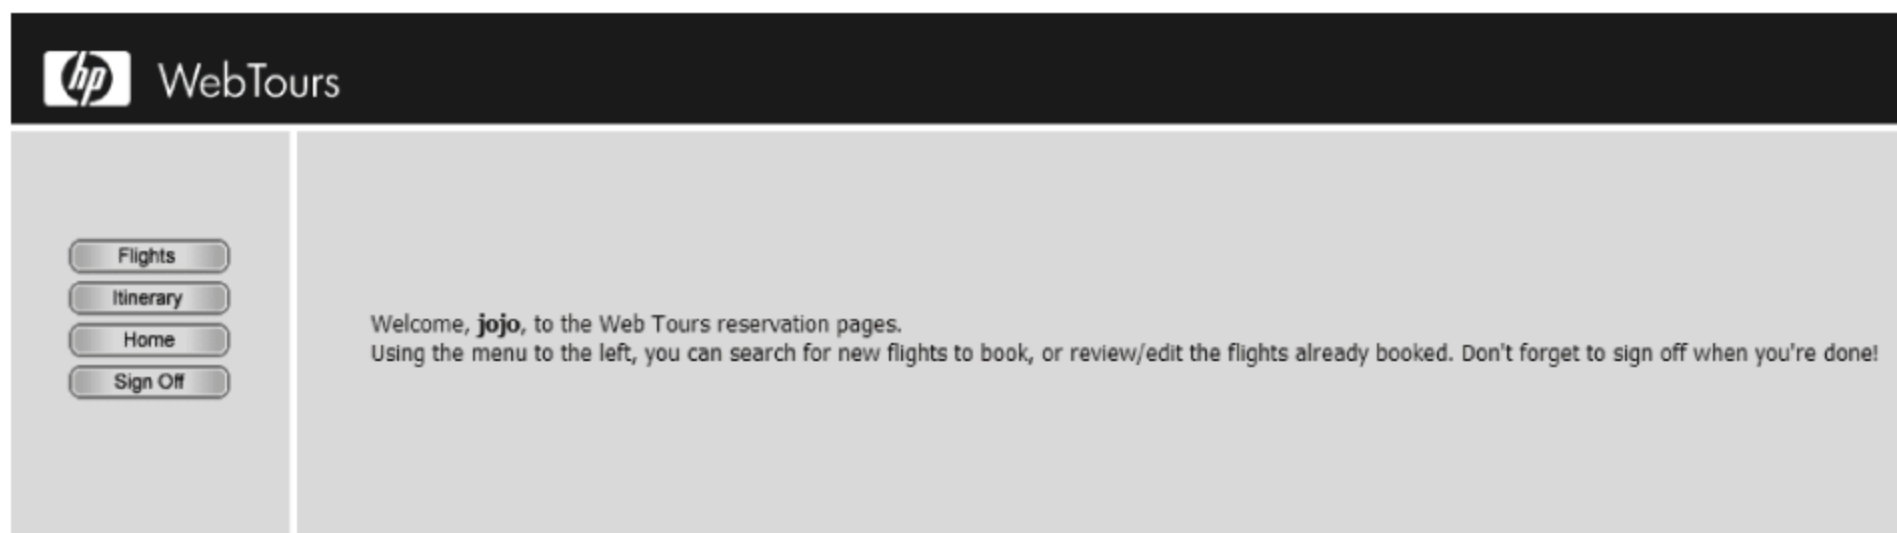 hp WebTours
Flights
Itinerary
Home
Sign Off
Welcome, jojo, to the Web Tours reservation pages.
Using the menu to the left, you can search for new flights to book, or review/edit the flights already booked. Don't forget to sign off when you're done!